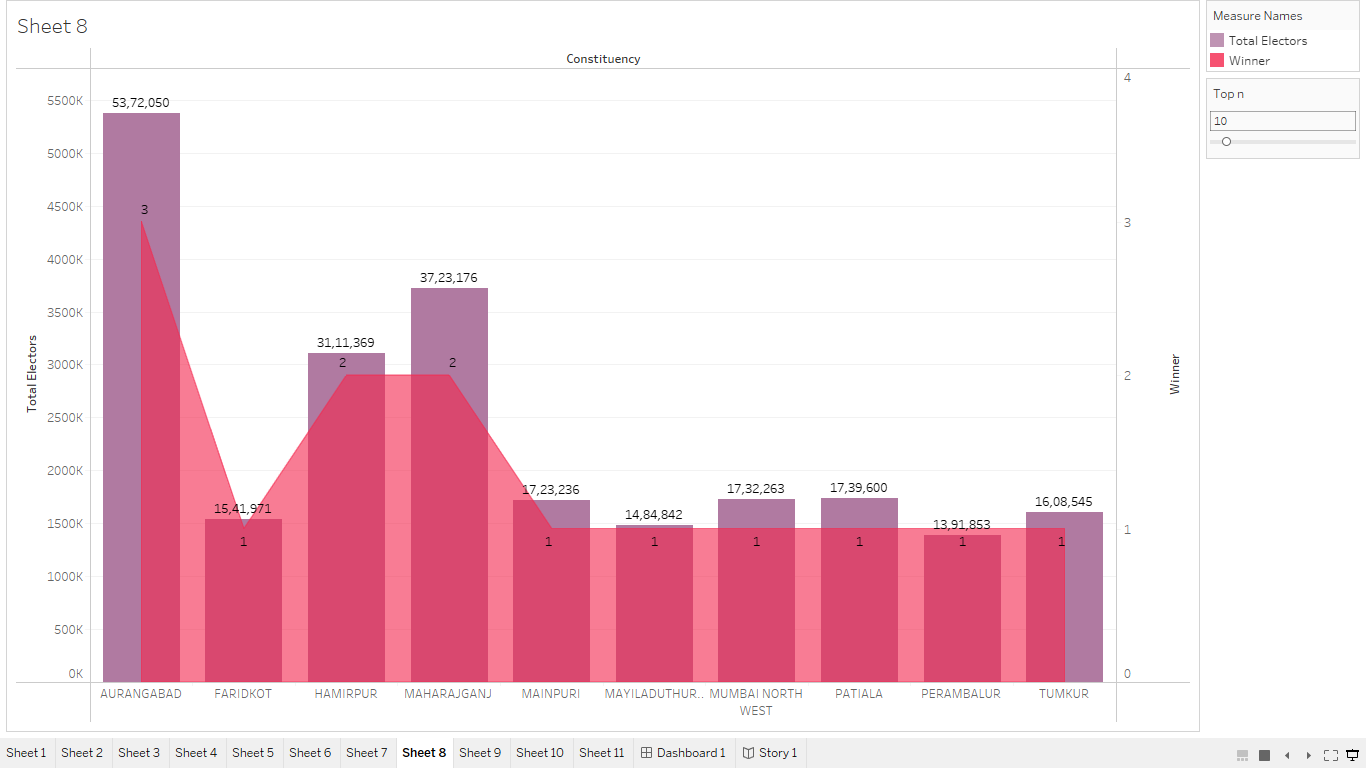 Sheet 8
Constituency
Measure Names
Total Electors
Winner
Top n
10
5500K
5000K
4500K
4000K
3500K
3000K
2500K
2000K
1500K
1000K
500K
0K
Total Electors
53,72,050
15,41,971
31,11,369
37,23,176
17,23,236
14,84,842
17,32,263
17,39,600
13,91,853
16,08,545
3
1
2
2
1
1
1
1
1
1
4
3
2
1
0
Winner
AURANGABAD FARIDKOT HAMIRPUR MAHARAJGANJ MAINPURI MAYILADUTHUR.. MUMBAI NORTH PATIALA PERAMBALUR TUMKUR
WEST
Sheet 1 Sheet 2 Sheet 3 Sheet 4 Sheet 5 Sheet 6 Sheet 7 Sheet 8 Sheet 9 Sheet 10 Sheet 11 Dashboard 1 Story 1